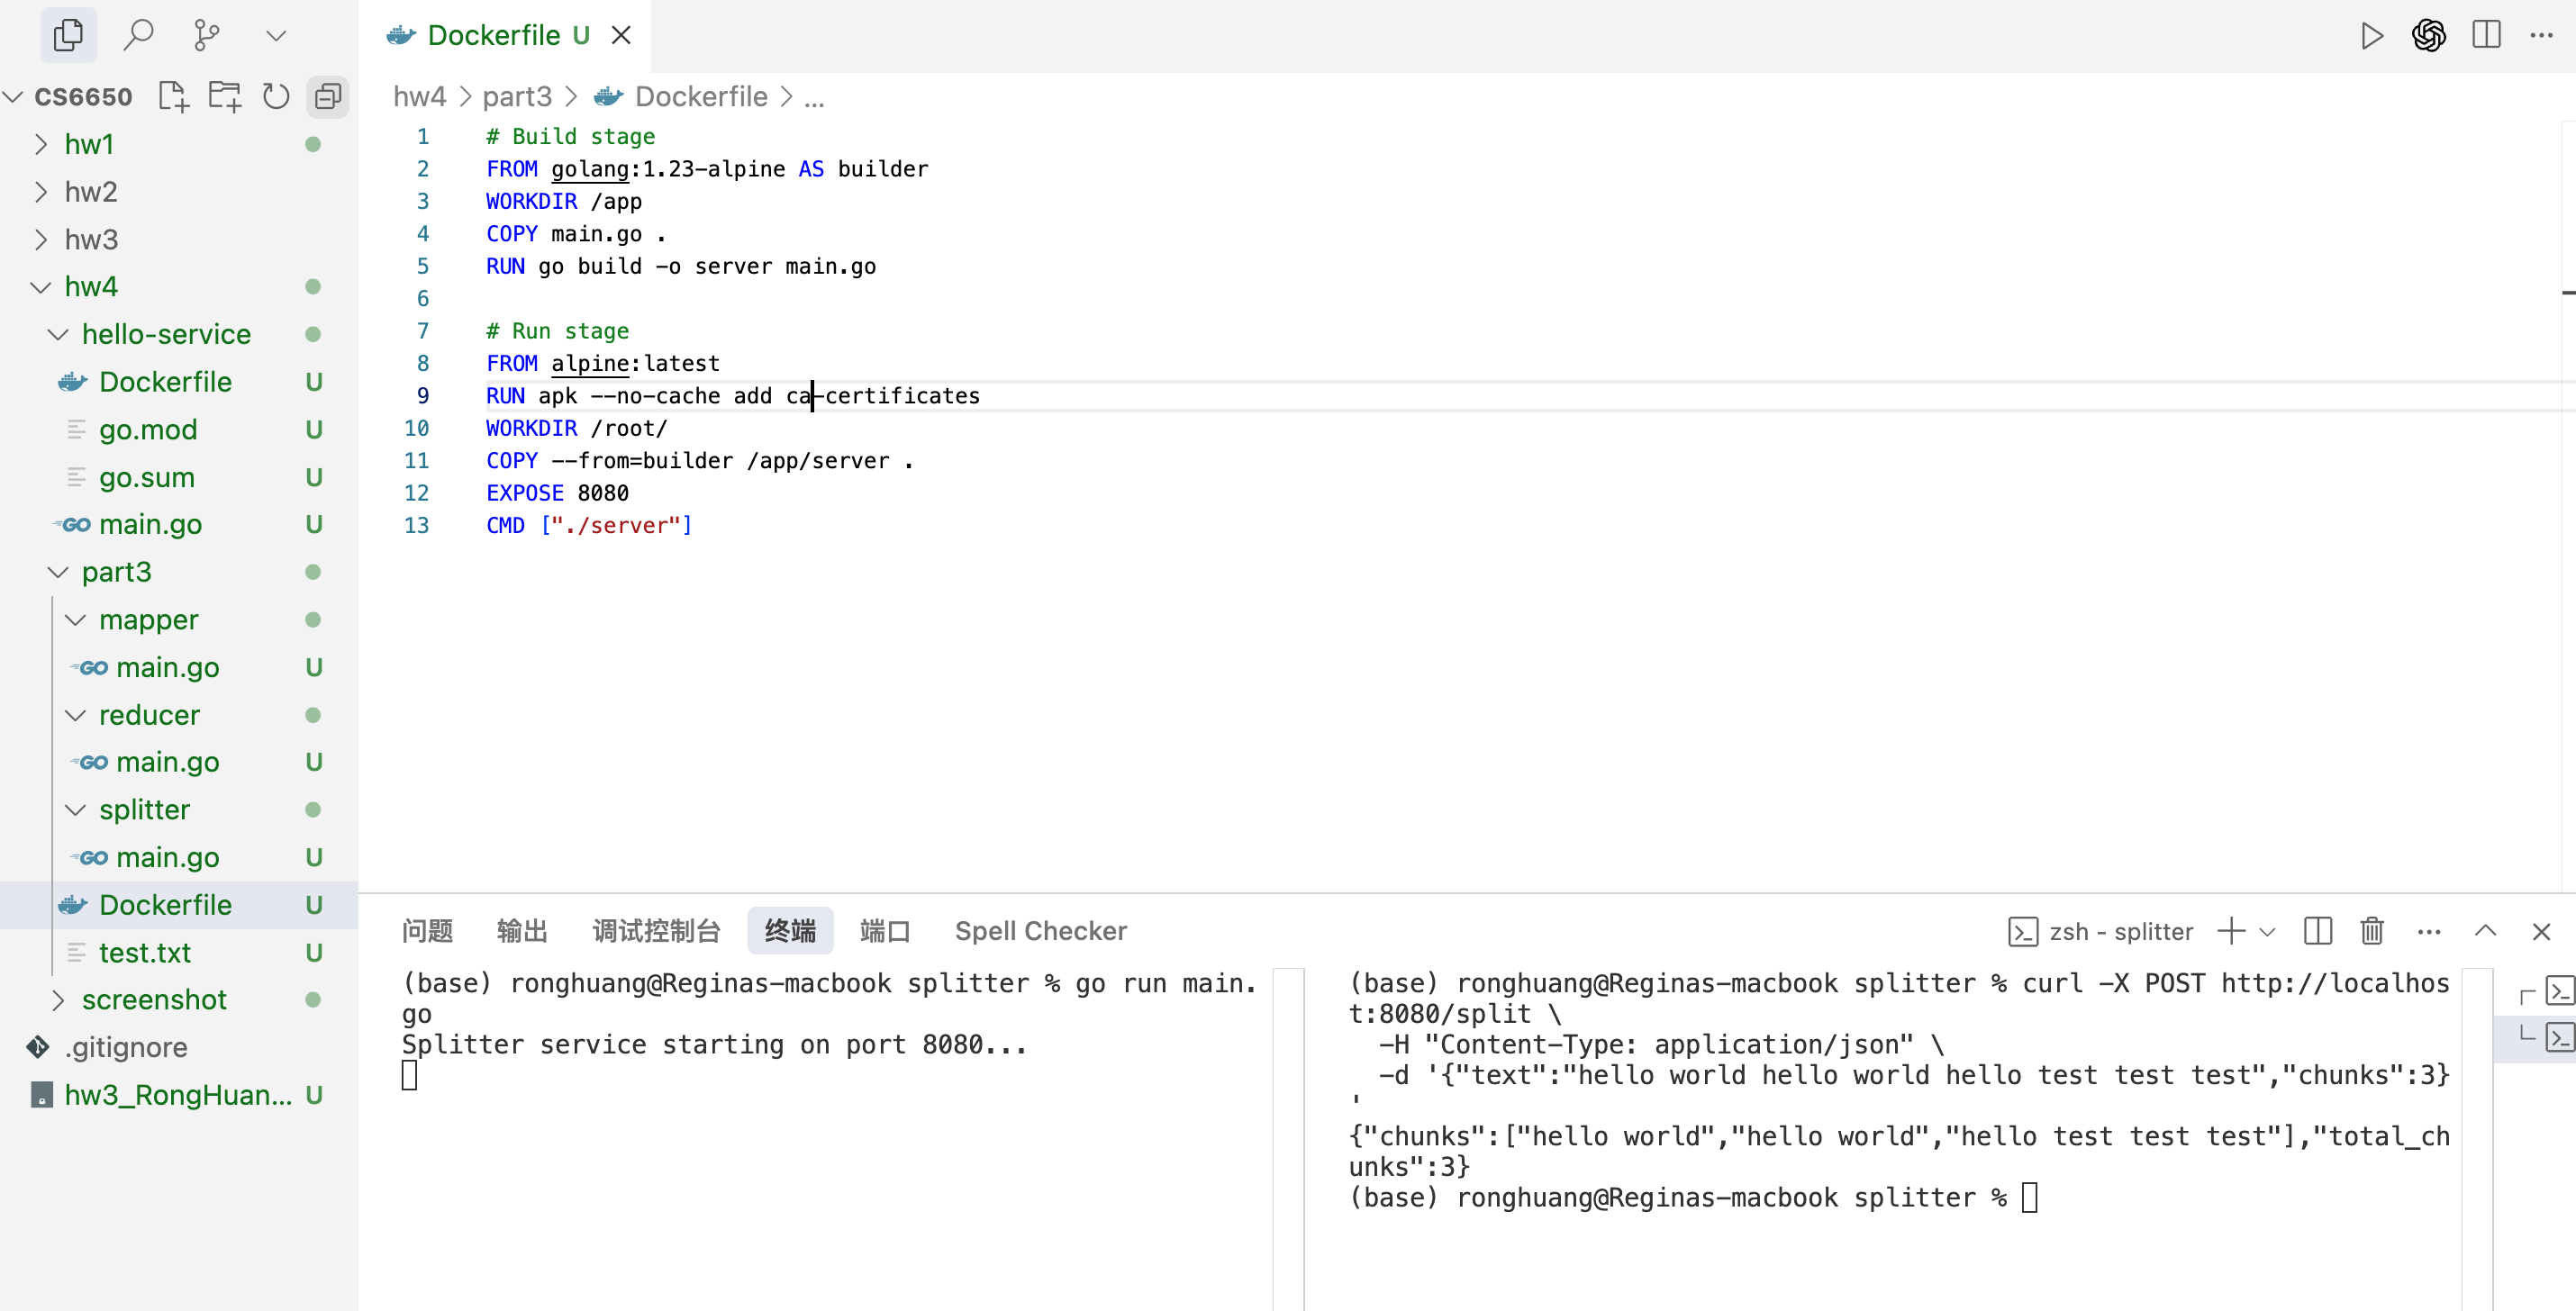 Dockerfile U
CS6650
hw1
hw2
hw3
hw4
hello-service
Dockerfile U
go.mod U
go.sum U
GO main.go U
part3
mapper
GO main.go U
reducer
GO main.go U
splitter
GO main.go U
Dockerfile U
test.txt U
screenshot
.gitignore
hw3_RongHuan... U
hw4 > part3 > Dockerfile > ...
1 # Build stage
2 FROM golang:1.23-alpine AS builder
3 WORKDIR /app
4 COPY main.go .
5 RUN go build -o server main.go
6
7 # Run stage
8 FROM alpine:latest
9 RUN apk --no-cache add ca-certificates
10 WORKDIR /root/
11 COPY --from=builder /app/server .
12 EXPOSE 8080
13 CMD ["./server"]
问题 输出 调试控制台 终端 端口 Spell Checker
zsh - splitter
(base) ronghuang@Reginas-macbook splitter % go run main.
go
Splitter service starting on port 8080...
(base) ronghuang@Reginas-macbook splitter % curl -X POST http://localhos
t:8080/split \
-H "Content-Type: application/json" \
-d '{"text":"hello world hello world hello test test test","chunks":3}
'
{"chunks":["hello world","hello world","hello test test test"],"total_ch
unks":3}
(base) ronghuang@Reginas-macbook splitter %